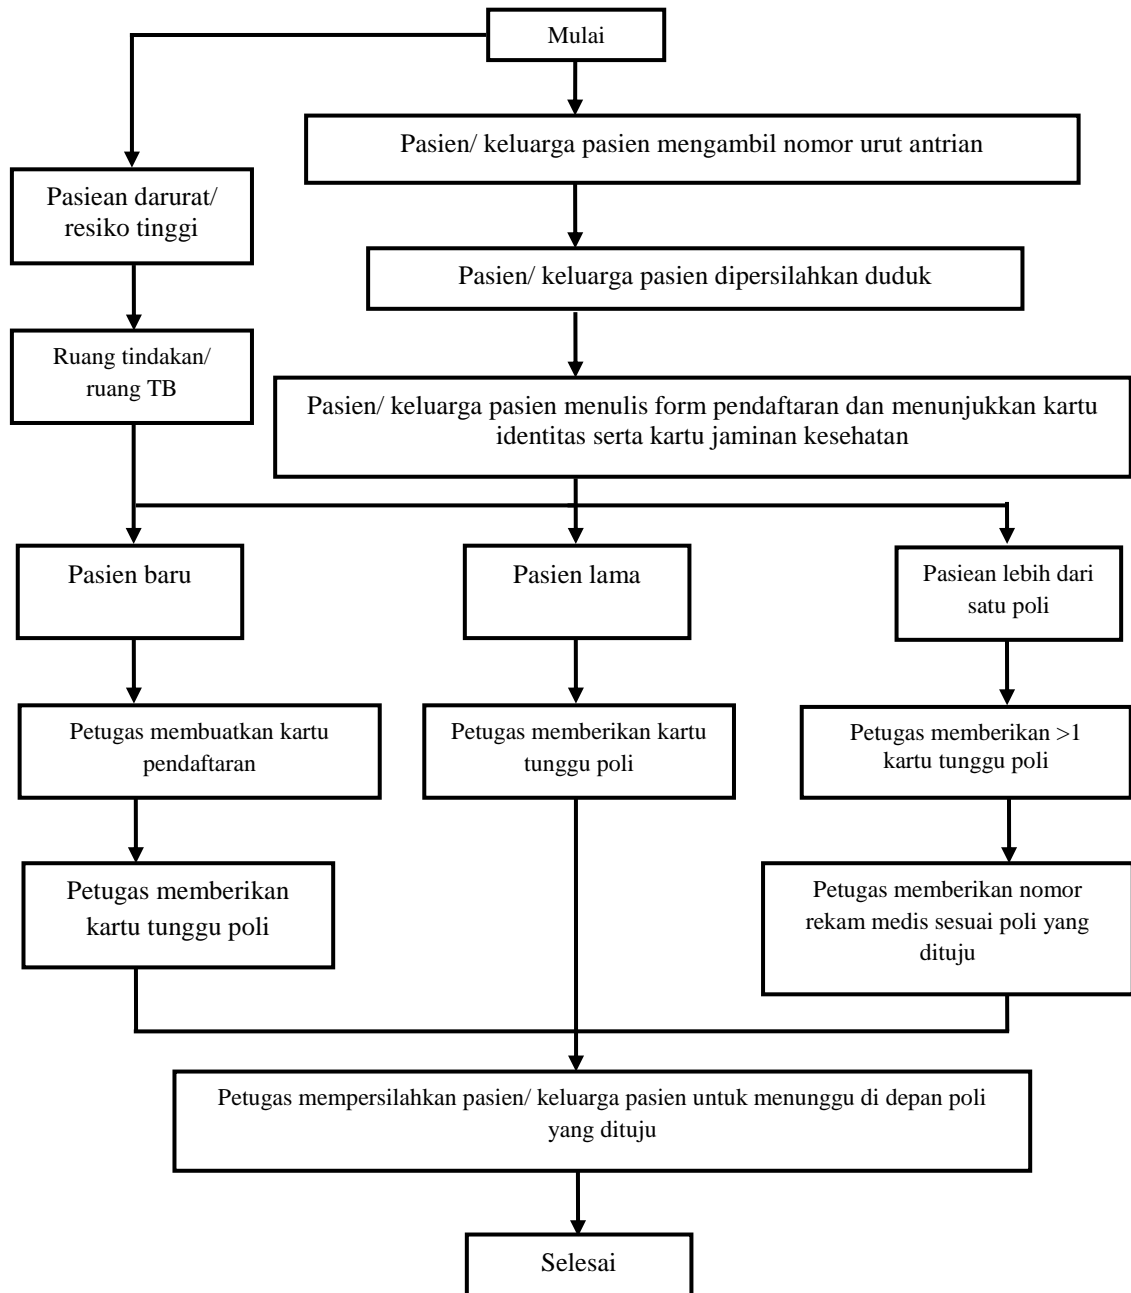 Mulai
Pasien/ keluarga pasien mengambil nomor urut antrian
Pasiean darurat/
resiko tinggi
Pasien/ keluarga pasien dipersilahkan duduk
Ruang tindakan/
ruang TB
Pasien/ keluarga pasien menulis form pendaftaran dan menunjukkan kartu
identitas serta kartu jaminan kesehatan
Pasien baru
Pasien lama
Pasiean lebih dari
satu poli
Petugas membuatkan kartu
pendaftaran
Petugas memberikan kartu
tunggu poli
Petugas memberikan >1
kartu tunggu poli
Petugas memberikan
kartu tunggu poli
Petugas memberikan nomor
rekam medis sesuai poli yang
dituju
Petugas mempersilahkan pasien/ keluarga pasien untuk menunggu di depan poli
yang dituju
Selesai